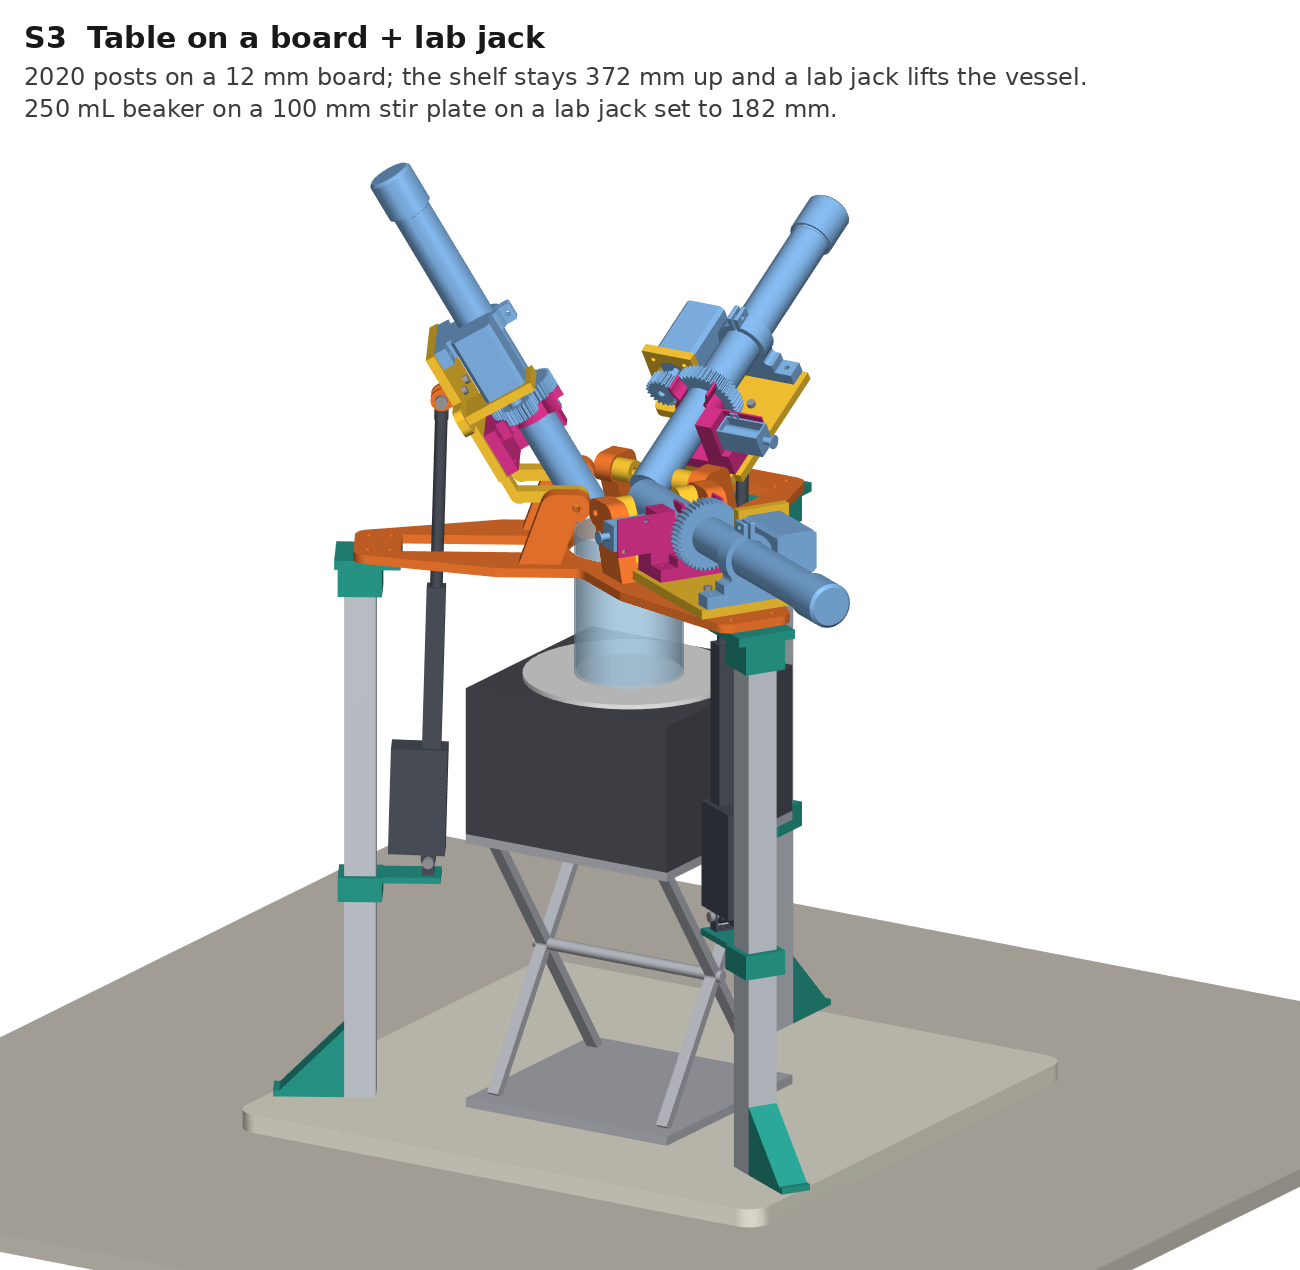 S3 Table on a board + lab jack
2020 posts on a 12 mm board; the shelf stays 372 mm up and a lab jack lifts the vessel.
250 mL beaker on a 100 mm stir plate on a lab jack set to 182 mm.